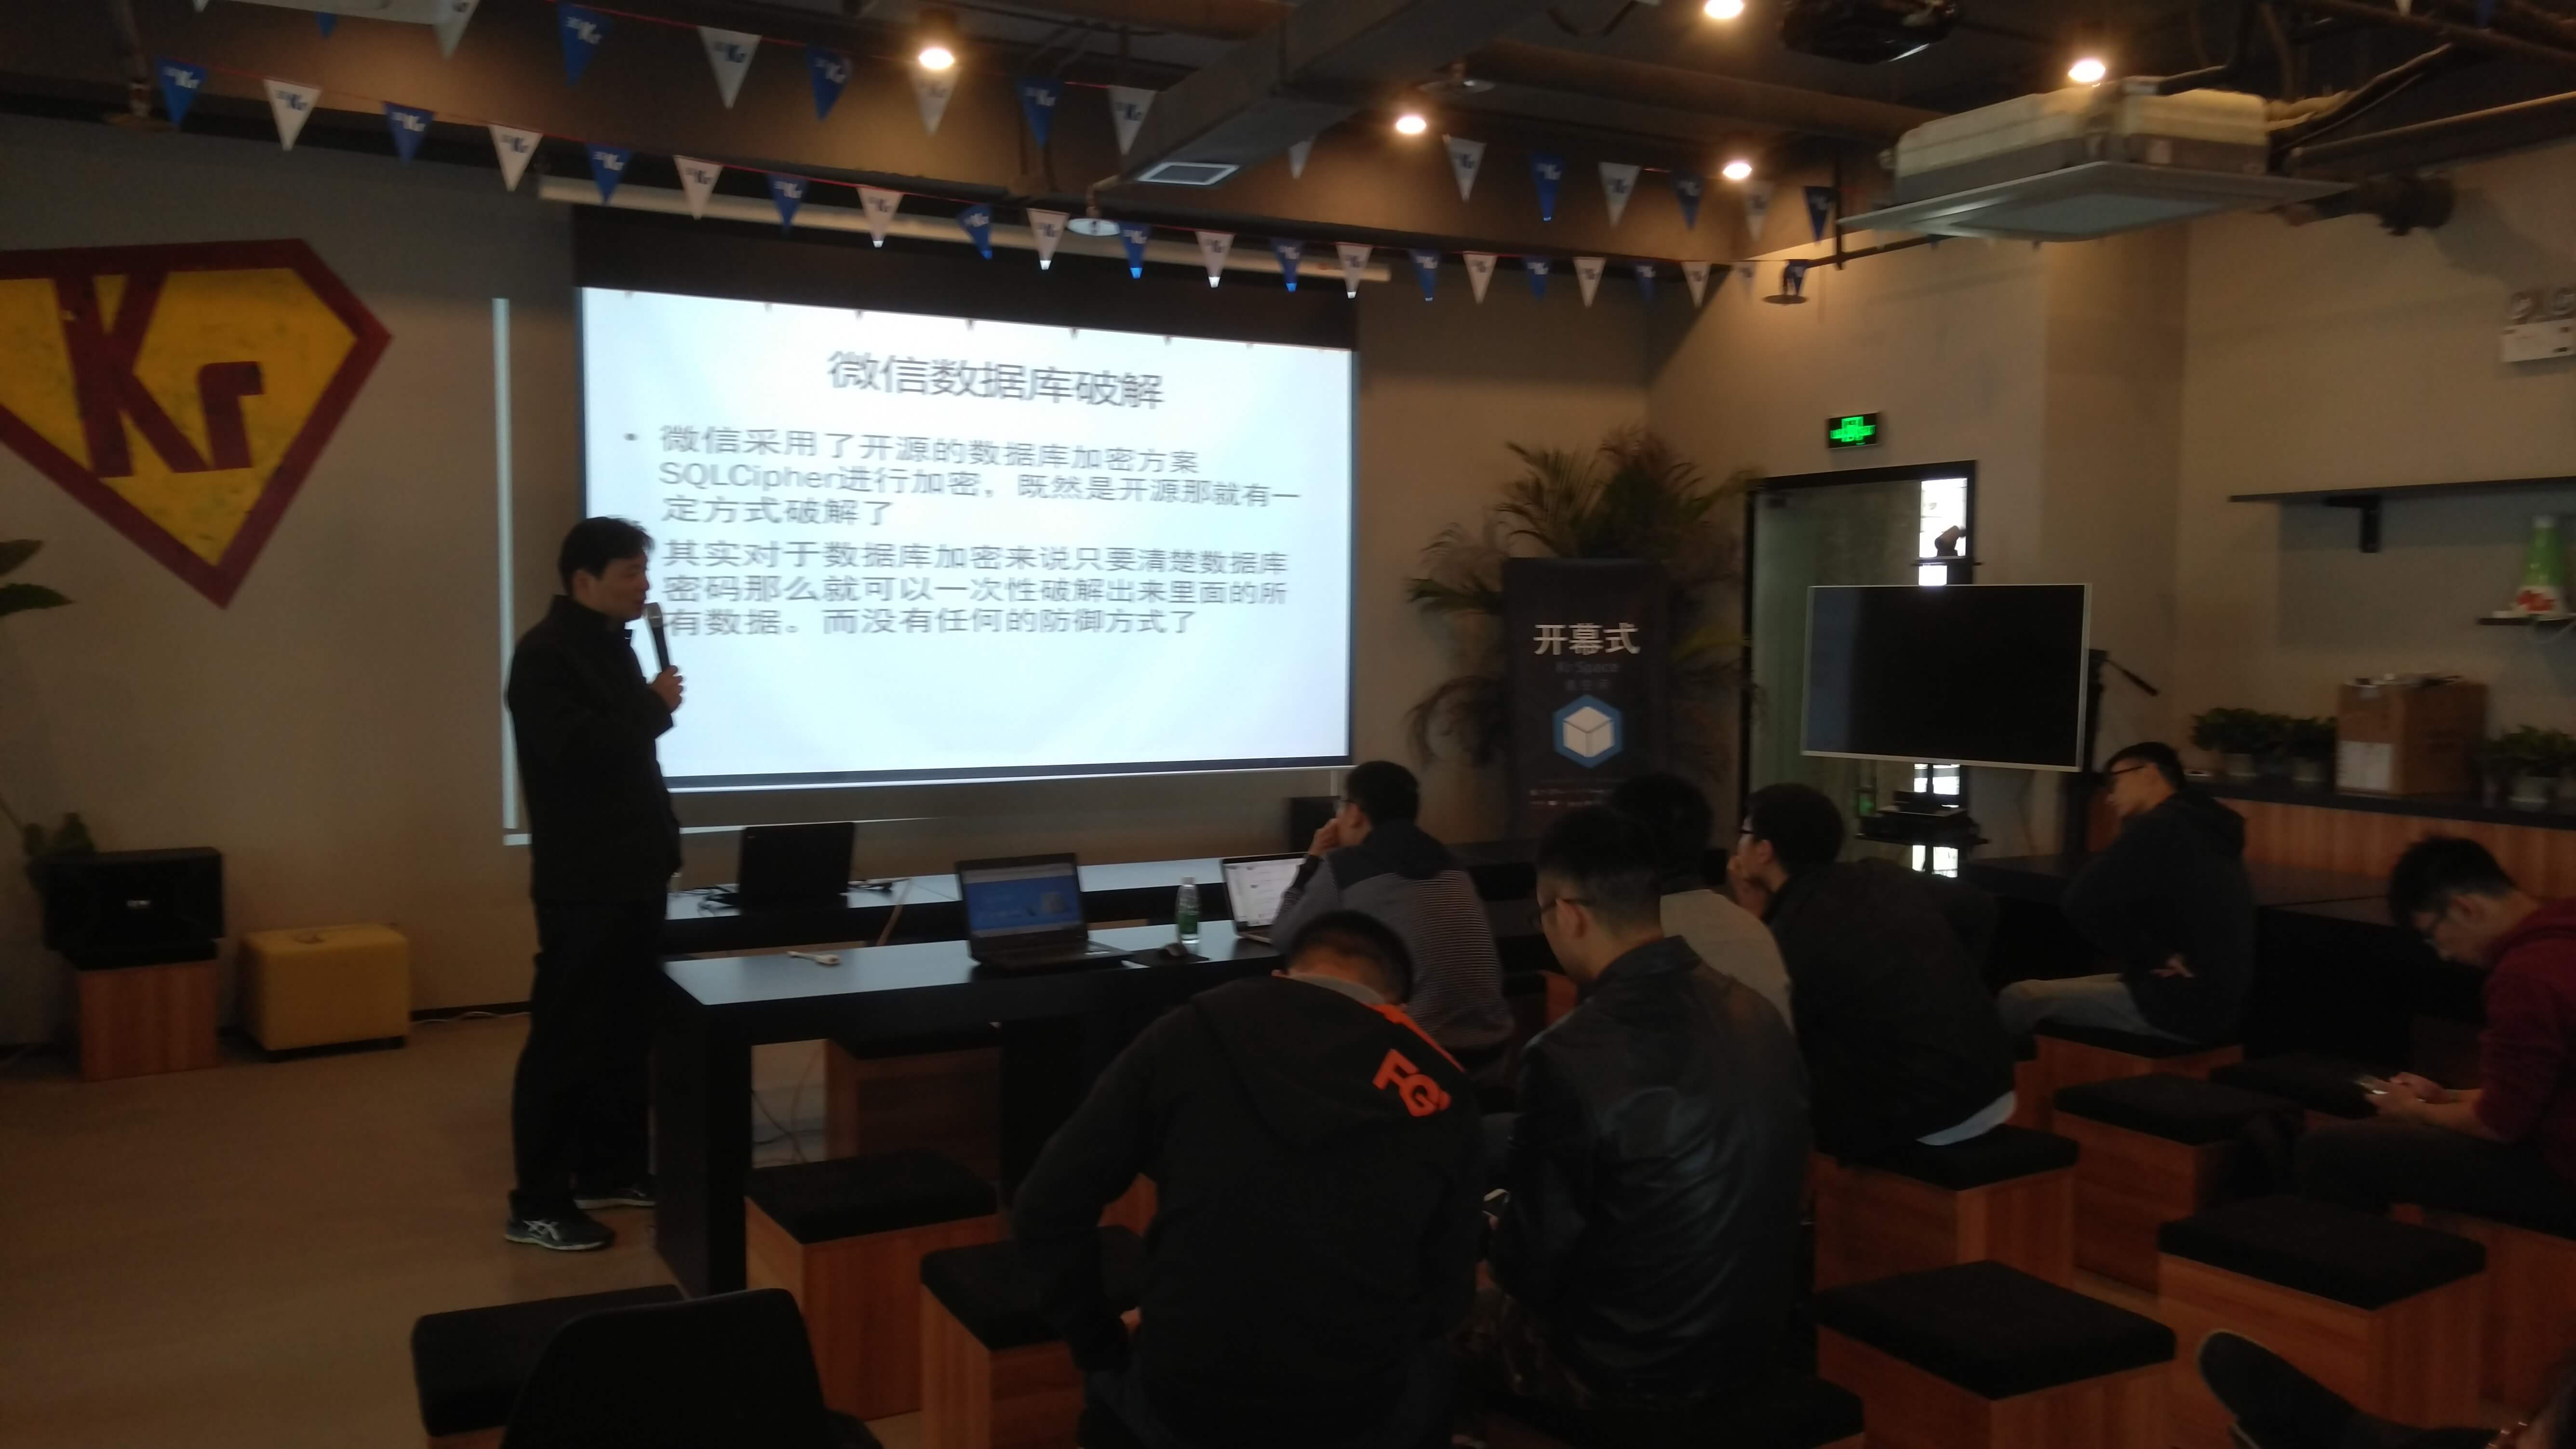 Kr
微信数据库破解
• 微信采用了开源的数据库加密方案
SQLCipher进行加密，既然是开源那就有一
定方式破解了
其实对于数据库加密来说只要清楚数据库
密码那么就可以一次性破解出来里面的所
有数据。而没有任何的防御方式了
开幕式
KrSpace
FQ